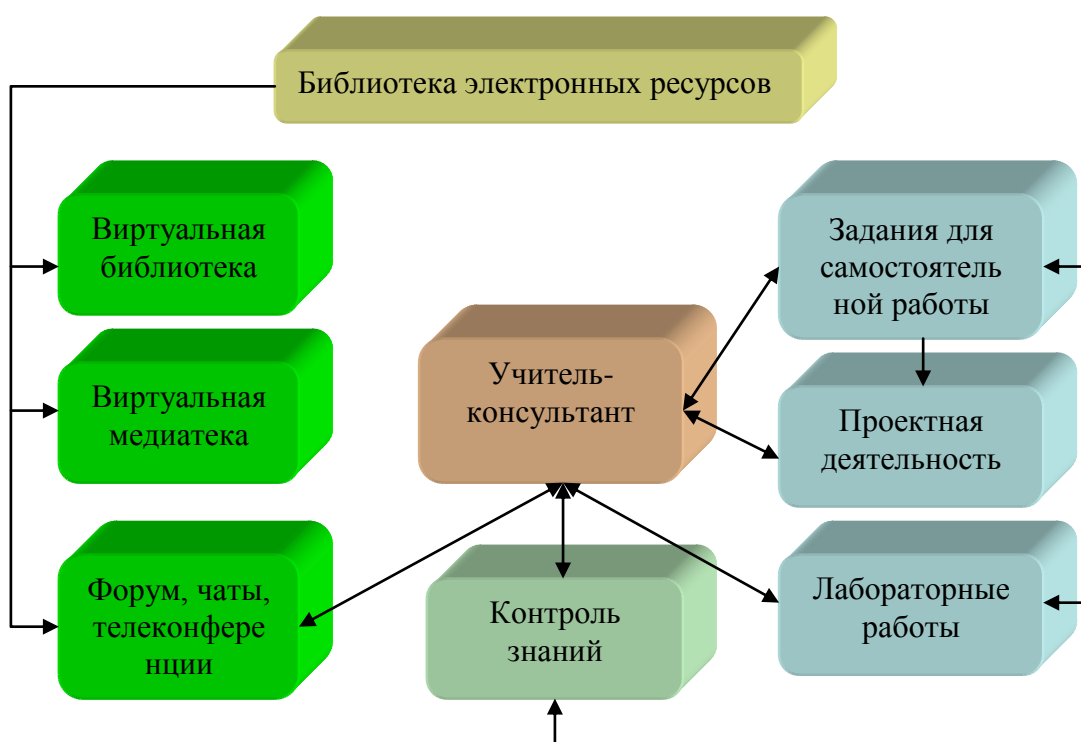 Библиотека электронных ресурсов
Виртуальная
библиотека
Задания для
самостоятель
ной работы
Учитель-
консультант
Виртуальная
медиатека
Проектная
деятельность
Форум, чаты,
телеконфере
нции
Контроль
знаний
Лабораторные
работы